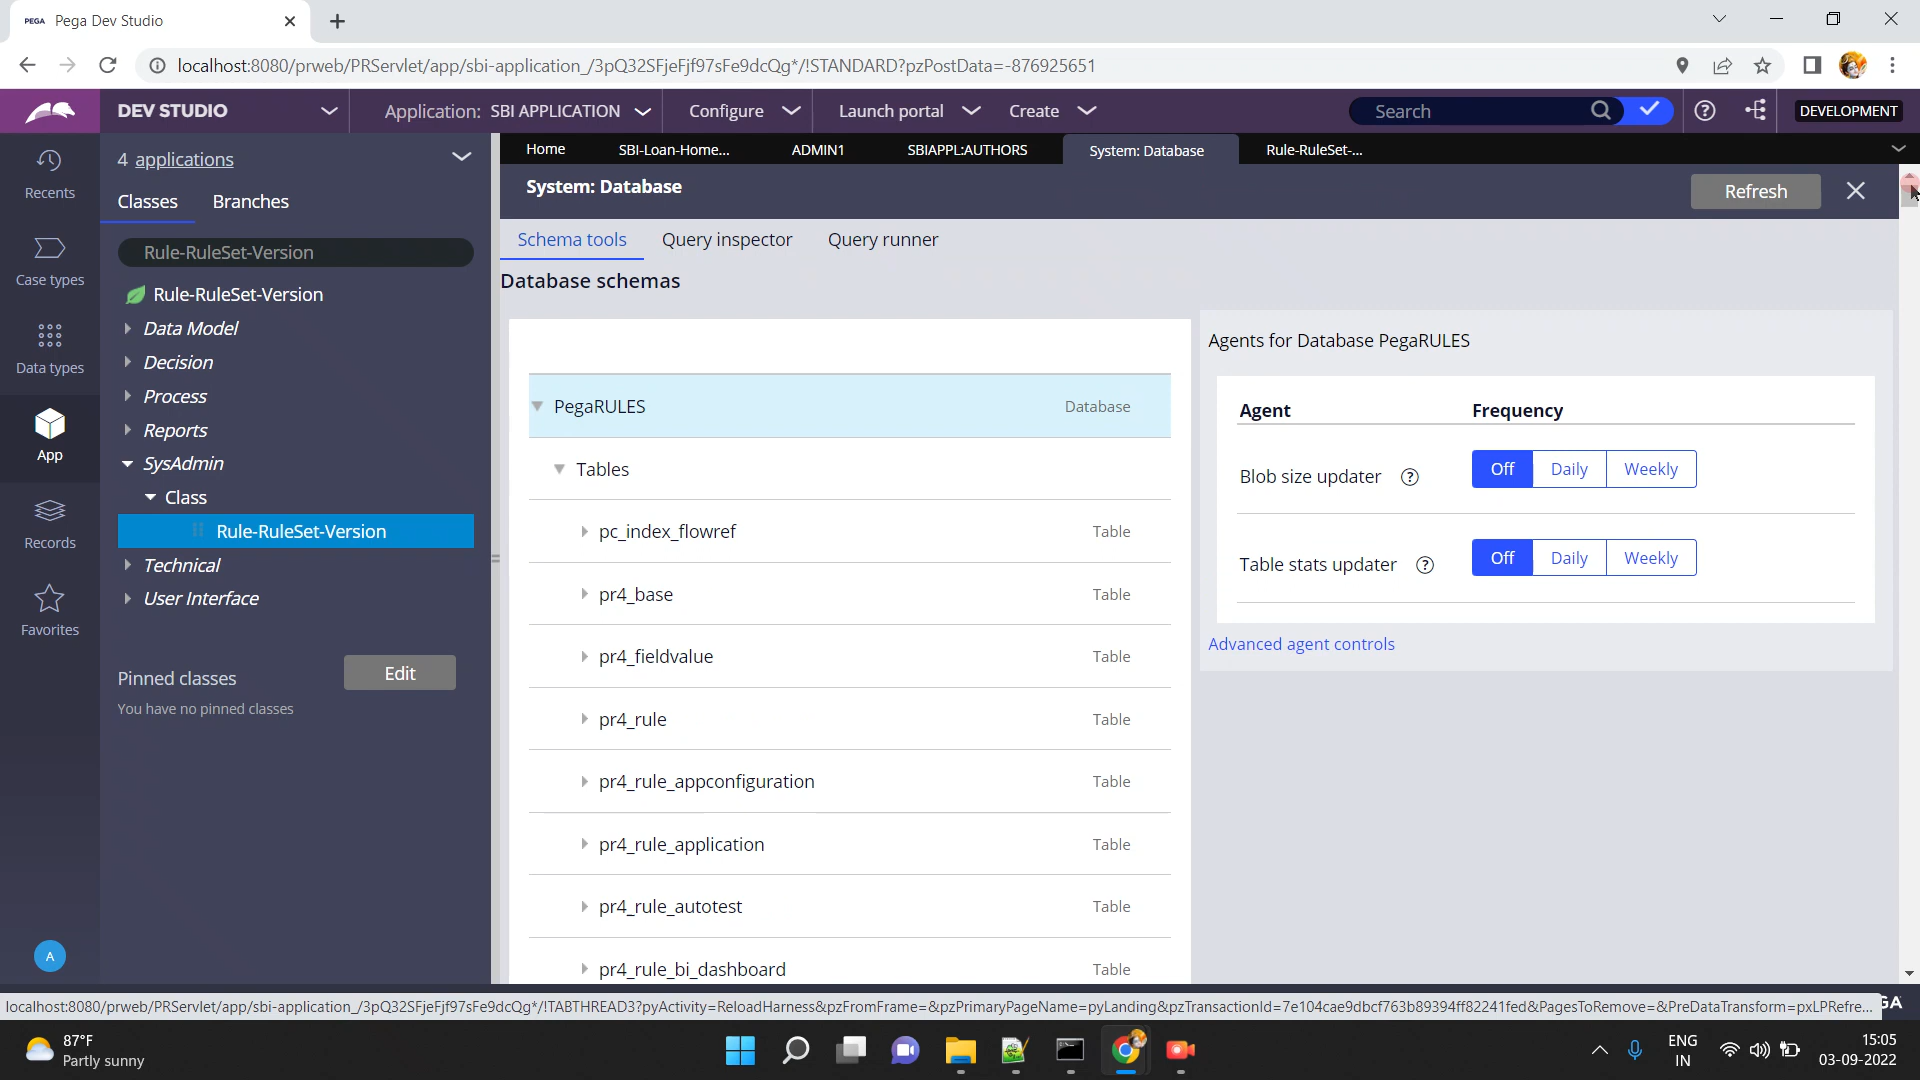 PEGA Pega Dev Studio
localhost:8080/prweb/PRServlet/app/sbi-application_/3pQ32SFjeFjf97sFe9dcQg*/!STANDARD?pzPostData=-876925651
DEV STUDIO
Application: SBI APPLICATION
Configure
Launch portal
Create
Search
DEVELOPMENT
Recents
Case types
Data types
App
Records
Favorites
A
4 applications
Classes
Branches
Rule-RuleSet-Version
Rule-RuleSet-Version
Data Model
Decision
Process
Reports
SysAdmin
Class
Rule-RuleSet-Version
Technical
User Interface
Pinned classes
Edit
You have no pinned classes
Home
SBI-Loan-Home...
ADMIN1
SBIAPPL:AUTHORS
System: Database
Rule-RuleSet-...
System: Database
Refresh
Schema tools
Query inspector
Query runner
Database schemas
PegaRULES Database
Tables
pc_index_flowref Table
pr4_base Table
pr4_fieldvalue Table
pr4_rule Table
pr4_rule_appconfiguration Table
pr4_rule_application Table
pr4_rule_autotest Table
pr4_rule_bi_dashboard Table
Agents for Database PegaRULES
Agent Frequency
Blob size updater Off Daily Weekly
Table stats updater Off Daily Weekly
Advanced agent controls
localhost:8080/prweb/PRServlet/app/sbi-application_/3pQ32SFjeFjf97sFe9dcQg*/!TABTHREAD3?pyActivity=ReloadHarness&pzFromFrame=&pzPrimaryPageName=pyLanding&pzTransactionId=7e104cae9dbcf763b89394ff82241fed&PagesToRemove=&PreDataTransform=pxLPRefre...
GA
87°F
Partly sunny
ENG
IN
15:05
03-09-2022